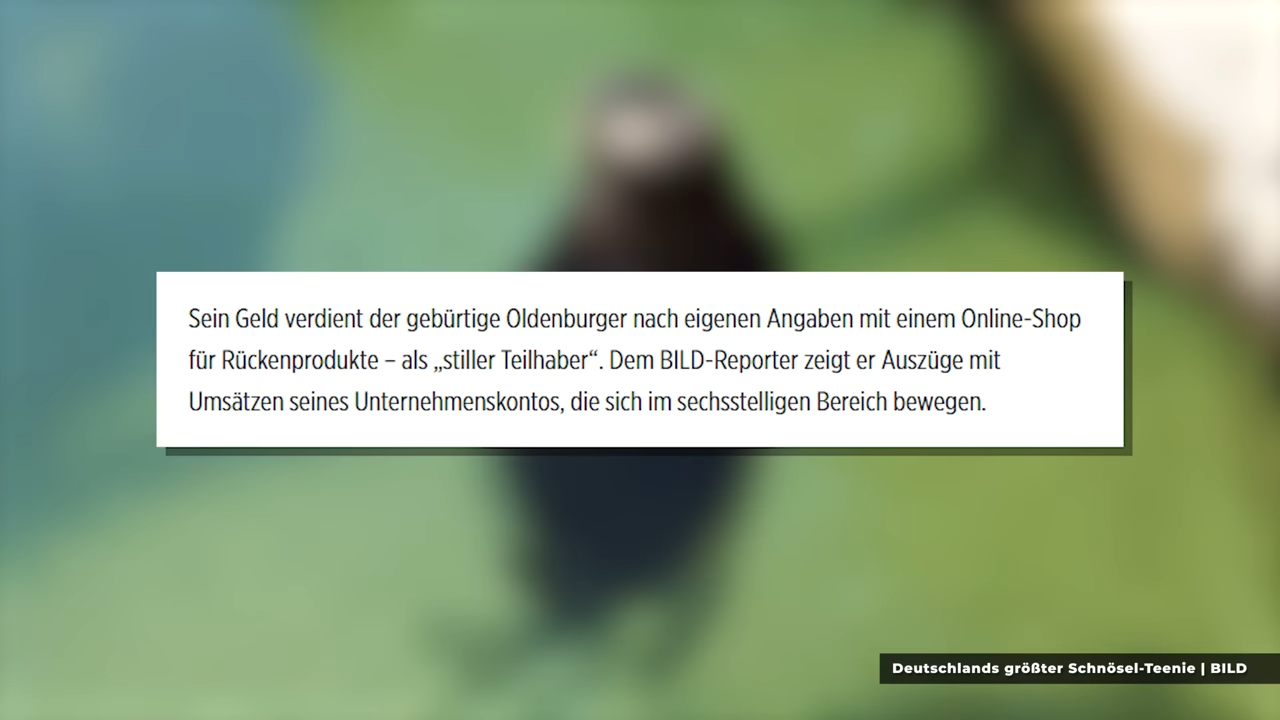 Sein Geld verdient der gebürtige Oldenburger nach eigenen Angaben mit einem Online-Shop
für Rückenprodukte – als „stiller Teilhaber“. Dem BILD-Reporter zeigt er Auszüge mit
Umsätzen seines Unternehmenskontos, die sich im sechsstelligen Bereich bewegen.
Deutschlands größter Schnösel-Teenie | BILD